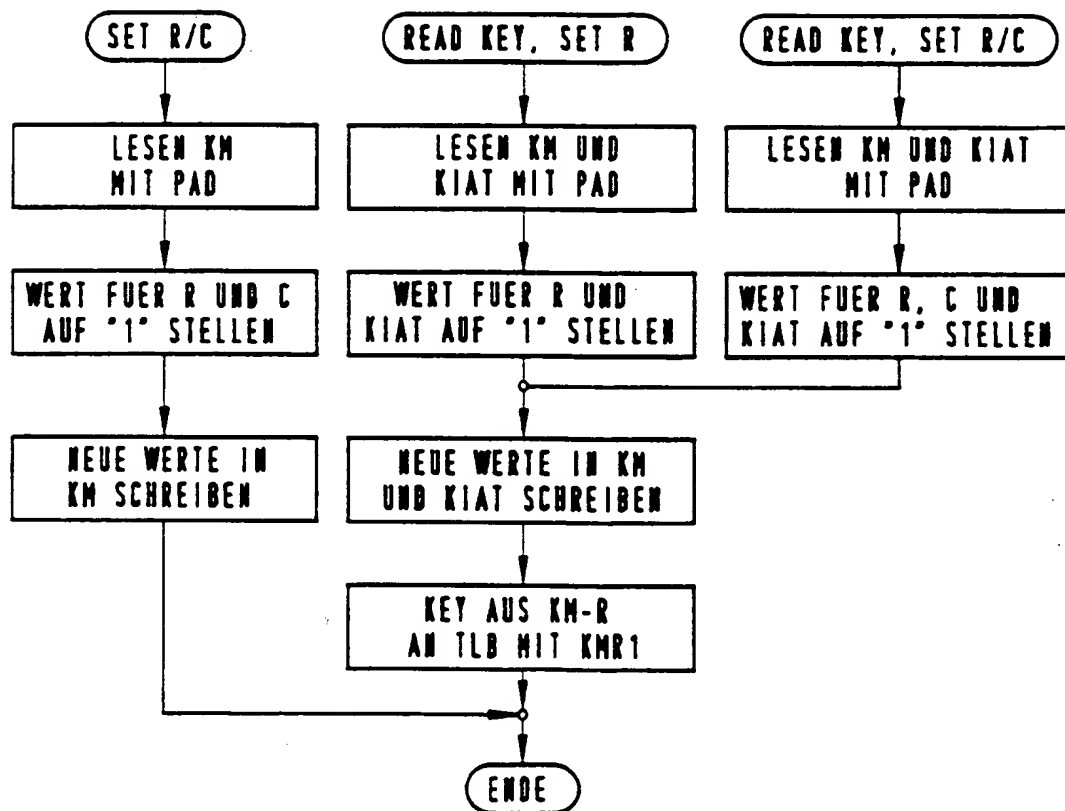 SET R/C
READ KEY, SET R
READ KEY, SET R/C
LESEN KM
MIT PAD
LESEN KM UND
KIAT MIT PAD
LESEN KM UND KIAT
MIT PAD
WERT FUER R UND C
AUF "1" STELLEN
WERT FUER R UND
KIAT AUF "1" STELLEN
WERT FUER R, C UND
KIAT AUF "1" STELLEN
NEUE WERTE IN
KM SCHREIBEN
NEUE WERTE IN KM
UND KIAT SCHREIBEN
KEY AUS KM-R
AN TLB MIT KMR1
ENDE